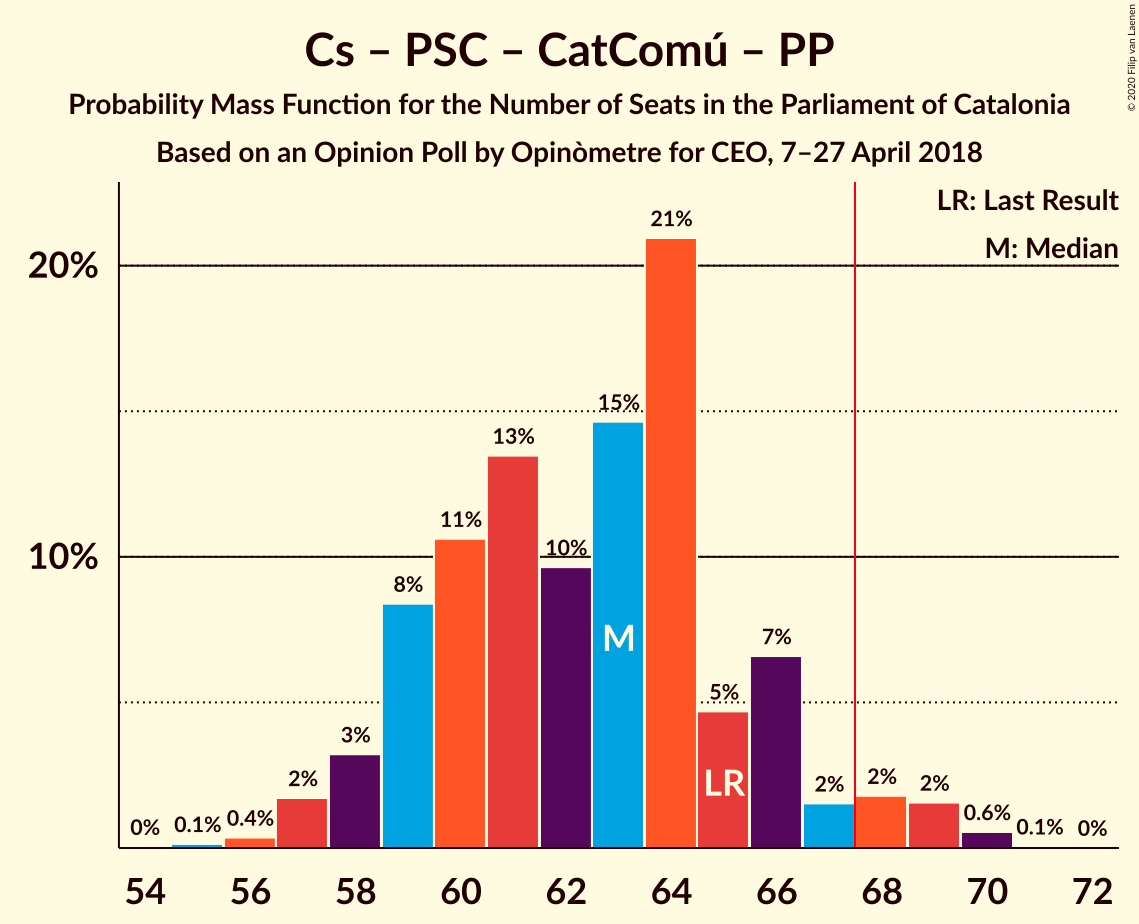 Cs – PSC – CatComú – PP
Probability Mass Function for the Number of Seats in the Parliament of Catalonia
Based on an Opinion Poll by Opinòmetre for CEO, 7–27 April 2018
© 2020 Filip van Laenen
LR: Last Result
M: Median
20%
10%
0%
0.1%
0.4%
2%
3%
8%
11%
13%
10%
15%
21%
5%
7%
2%
2%
2%
0.6%
0.1%
0%
M
LR
54 56 58 60 62 64 66 68 70 72